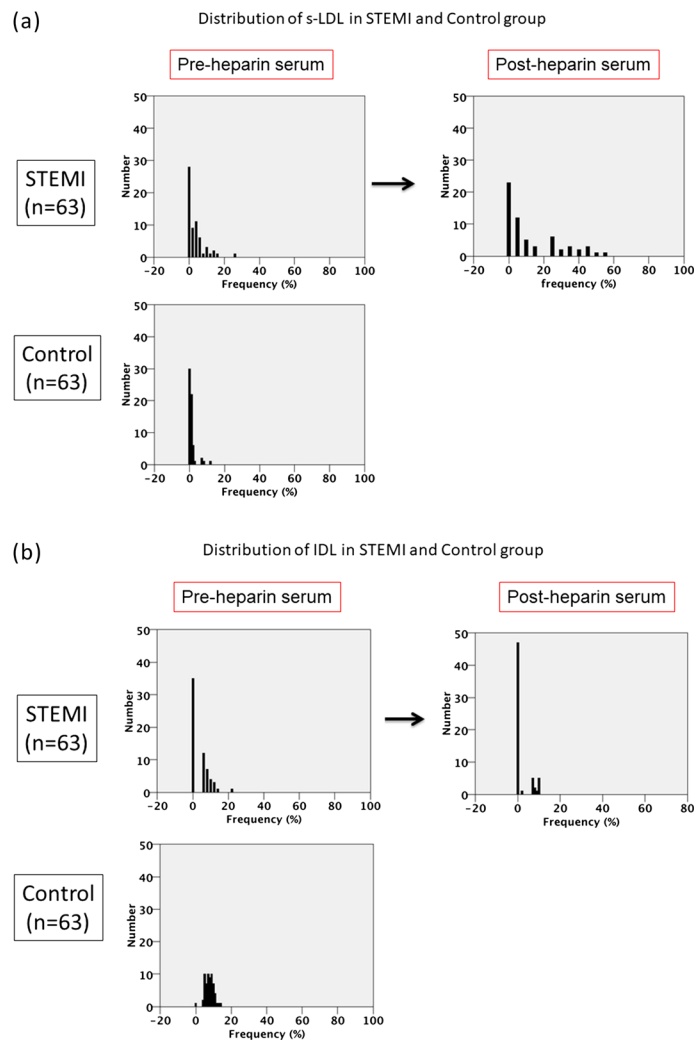 (a)
Distribution of s-LDL in STEMI and Control group
Pre-heparin serum
Post-heparin serum
STEMI
(n=63)
Number
50
40
30
20
10
0
-20 0 20 40 60 80 100
Frequency (%)
Number
50
40
30
20
10
0
-20 0 20 40 60 80 100
frequency (%)
Control
(n=63)
Number
50
40
30
20
10
0
-20 0 20 40 60 80 100
Frequency (%)
(b)
Distribution of IDL in STEMI and Control group
Pre-heparin serum
Post-heparin serum
STEMI
(n=63)
Number
50
40
30
20
10
0
-20 0 20 40 60 80 100
Frequency (%)
Number
50
40
30
20
10
0
-20 0 20 40 60 80
Frequency (%)
Control
(n=63)
Number
50
40
30
20
10
0
-20 0 20 40 60 80 100
Frequency (%)